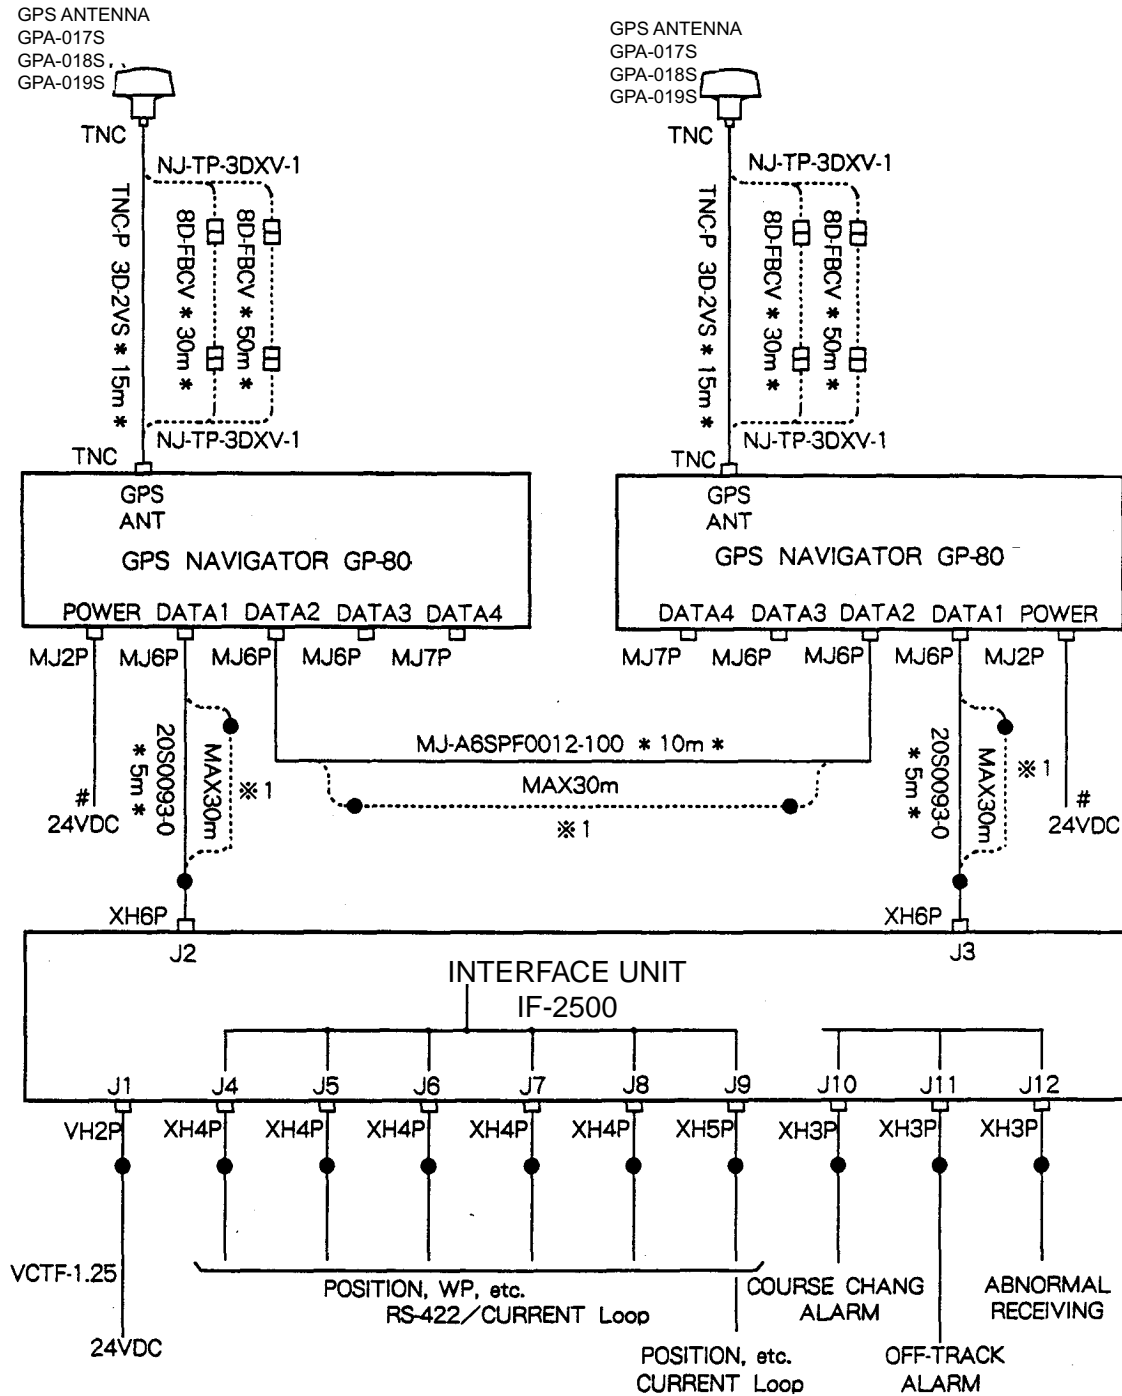 GPS ANTENNA
GPA-017S
GPA-018S
GPA-019S
GPS ANTENNA
GPA-017S
GPA-018S
GPA-019S
TNC
TNC
NJ-TP-3DXV-1
NJ-TP-3DXV-1
TNC-P 3D-2VS * 15m *
8D-FBCV * 30m *
8D-FBCV * 50m *
TNC-P 3D-2VS * 15m *
8D-FBCV * 30m *
8D-FBCV * 50m *
NJ-TP-3DXV-1
NJ-TP-3DXV-1
TNC
TNC
GPS
ANT
GPS
ANT
GPS NAVIGATOR GP-80
GPS NAVIGATOR GP-80
POWER DATA1 DATA2 DATA3 DATA4
DATA4 DATA3 DATA2 DATA1 POWER
MJ2P MJ6P MJ6P MJ6P MJ7P
MJ7P MJ6P MJ6P MJ6P MJ2P
20S0093-0
* 5m *
MAX30m
※1
MJ-A6SPF0012-100 * 10m *
MAX30m
※1
20S0093-0
* 5m *
MAX30m
※1
#
24VDC
#
24VDC
XH6P
XH6P
J2
J3
INTERFACE UNIT
IF-2500
J1 J4 J5 J6 J7 J8 J9 J10 J11 J12
VH2P XH4P XH4P XH4P XH4P XH4P XH5P XH3P XH3P XH3P
VCTF-1.25
24VDC
POSITION, WP, etc.
RS-422/CURRENT Loop
POSITION, etc.
CURRENT Loop
COURSE CHANG
ALARM
OFF-TRACK
ALARM
ABNORMAL
RECEIVING